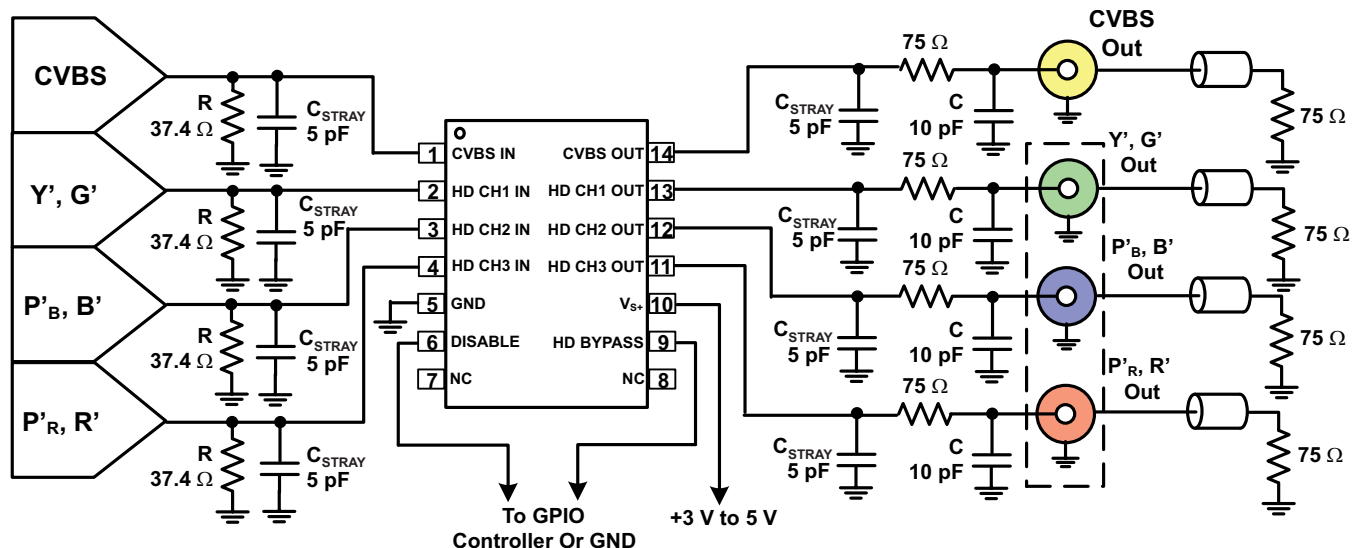 CVBS
R
37.4 Ω
CSTRAY
5 pF
Y', G'
R
37.4 Ω
CSTRAY
5 pF
P'B, B'
R
37.4 Ω
CSTRAY
5 pF
P'R, R'
R
37.4 Ω
CSTRAY
5 pF
1 CVBS IN
2 HD CH1 IN
3 HD CH2 IN
4 HD CH3 IN
5 GND
6 DISABLE
7 NC
CVBS OUT 14
HD CH1 OUT 13
HD CH2 OUT 12
HD CH3 OUT 11
VS+ 10
HD BYPASS 9
NC 8
To GPIO
Controller Or GND
+3 V to 5 V
75 Ω
CSTRAY
5 pF
C
10 pF
CVBS
Out
75 Ω
75 Ω
CSTRAY
5 pF
C
10 pF
Y', G'
Out
75 Ω
75 Ω
CSTRAY
5 pF
C
10 pF
P'B, B'
Out
75 Ω
75 Ω
CSTRAY
5 pF
C
10 pF
P'R, R'
Out
75 Ω